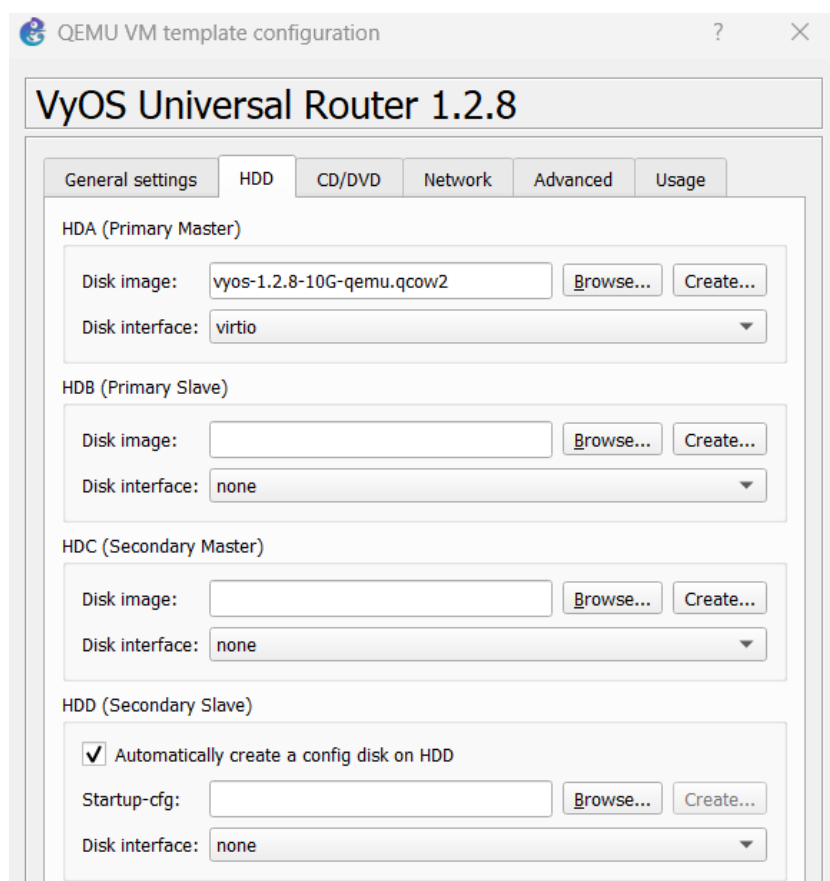 QEMU VM template configuration ?
VyOS Universal Router 1.2.8
General settings HDD CD/DVD Network Advanced Usage
HDA (Primary Master)
Disk image: vyos-1.2.8-10G-qemu.qcow2 Browse... Create...
Disk interface: virtio
HDB (Primary Slave)
Disk image: Browse... Create...
Disk interface: none
HDC (Secondary Master)
Disk image: Browse... Create...
Disk interface: none
HDD (Secondary Slave)
Automatically create a config disk on HDD
Startup-cfg: Browse... Create...
Disk interface: none